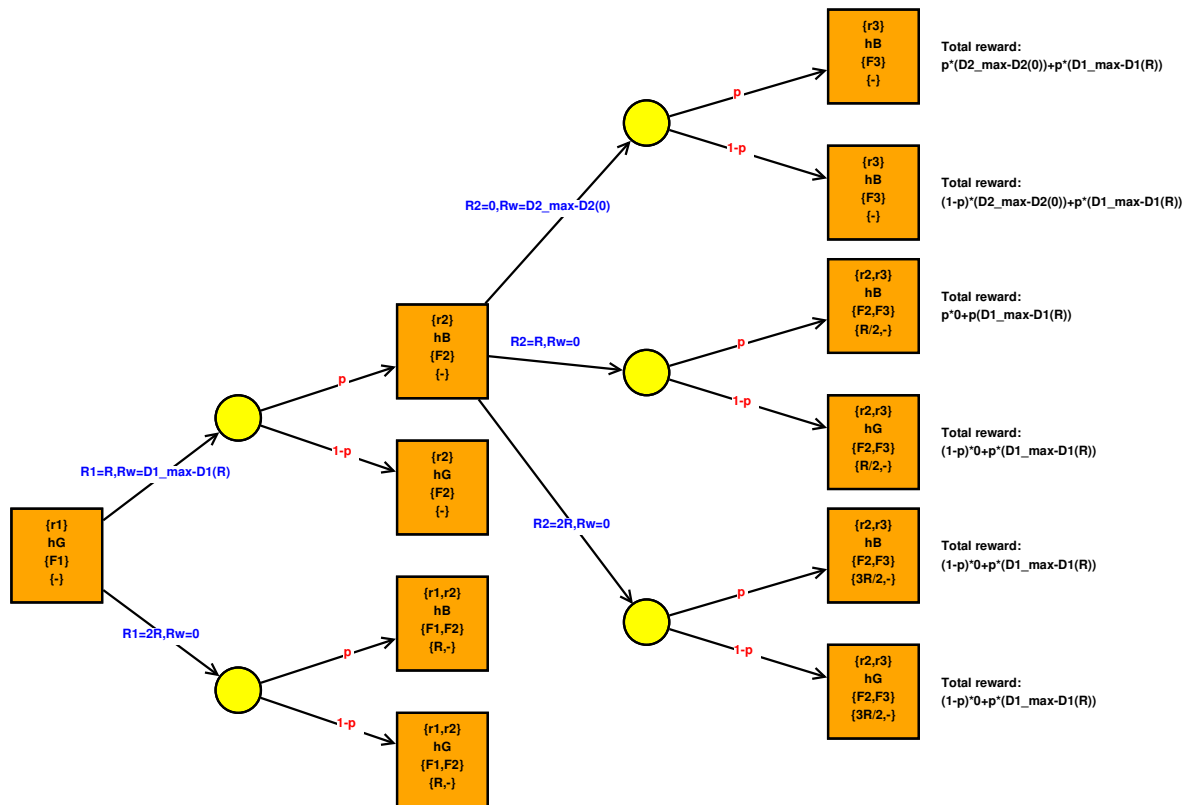 {r3}
hB
{F3}
{-}
Total reward:
p*(D2_max-D2(0))+p*(D1_max-D1(R))
p
1-p
{r3}
hB
{F3}
{-}
Total reward:
(1-p)*(D2_max-D2(0))+p*(D1_max-D1(R))
R2=0,Rw=D2_max-D2(0)
{r2,r3}
hB
{F2,F3}
{R/2,-}
Total reward:
p*0+p(D1_max-D1(R))
{r2}
hB
{F2}
{-}
R2=R,Rw=0
p
1-p
{r2,r3}
hG
{F2,F3}
{R/2,-}
Total reward:
(1-p)*0+p*(D1_max-D1(R))
p
1-p
R1=R,Rw=D1_max-D1(R)
{r2}
hG
{F2}
{-}
R2=2R,Rw=0
{r1}
hG
{F1}
{-}
{r2,r3}
hB
{F2,F3}
{3R/2,-}
Total reward:
(1-p)*0+p*(D1_max-D1(R))
p
1-p
R1=2R,Rw=0
{r1,r2}
hB
{F1,F2}
{R,-}
p
1-p
{r2,r3}
hG
{F2,F3}
{3R/2,-}
Total reward:
(1-p)*0+p*(D1_max-D1(R))
{r1,r2}
hG
{F1,F2}
{R,-}